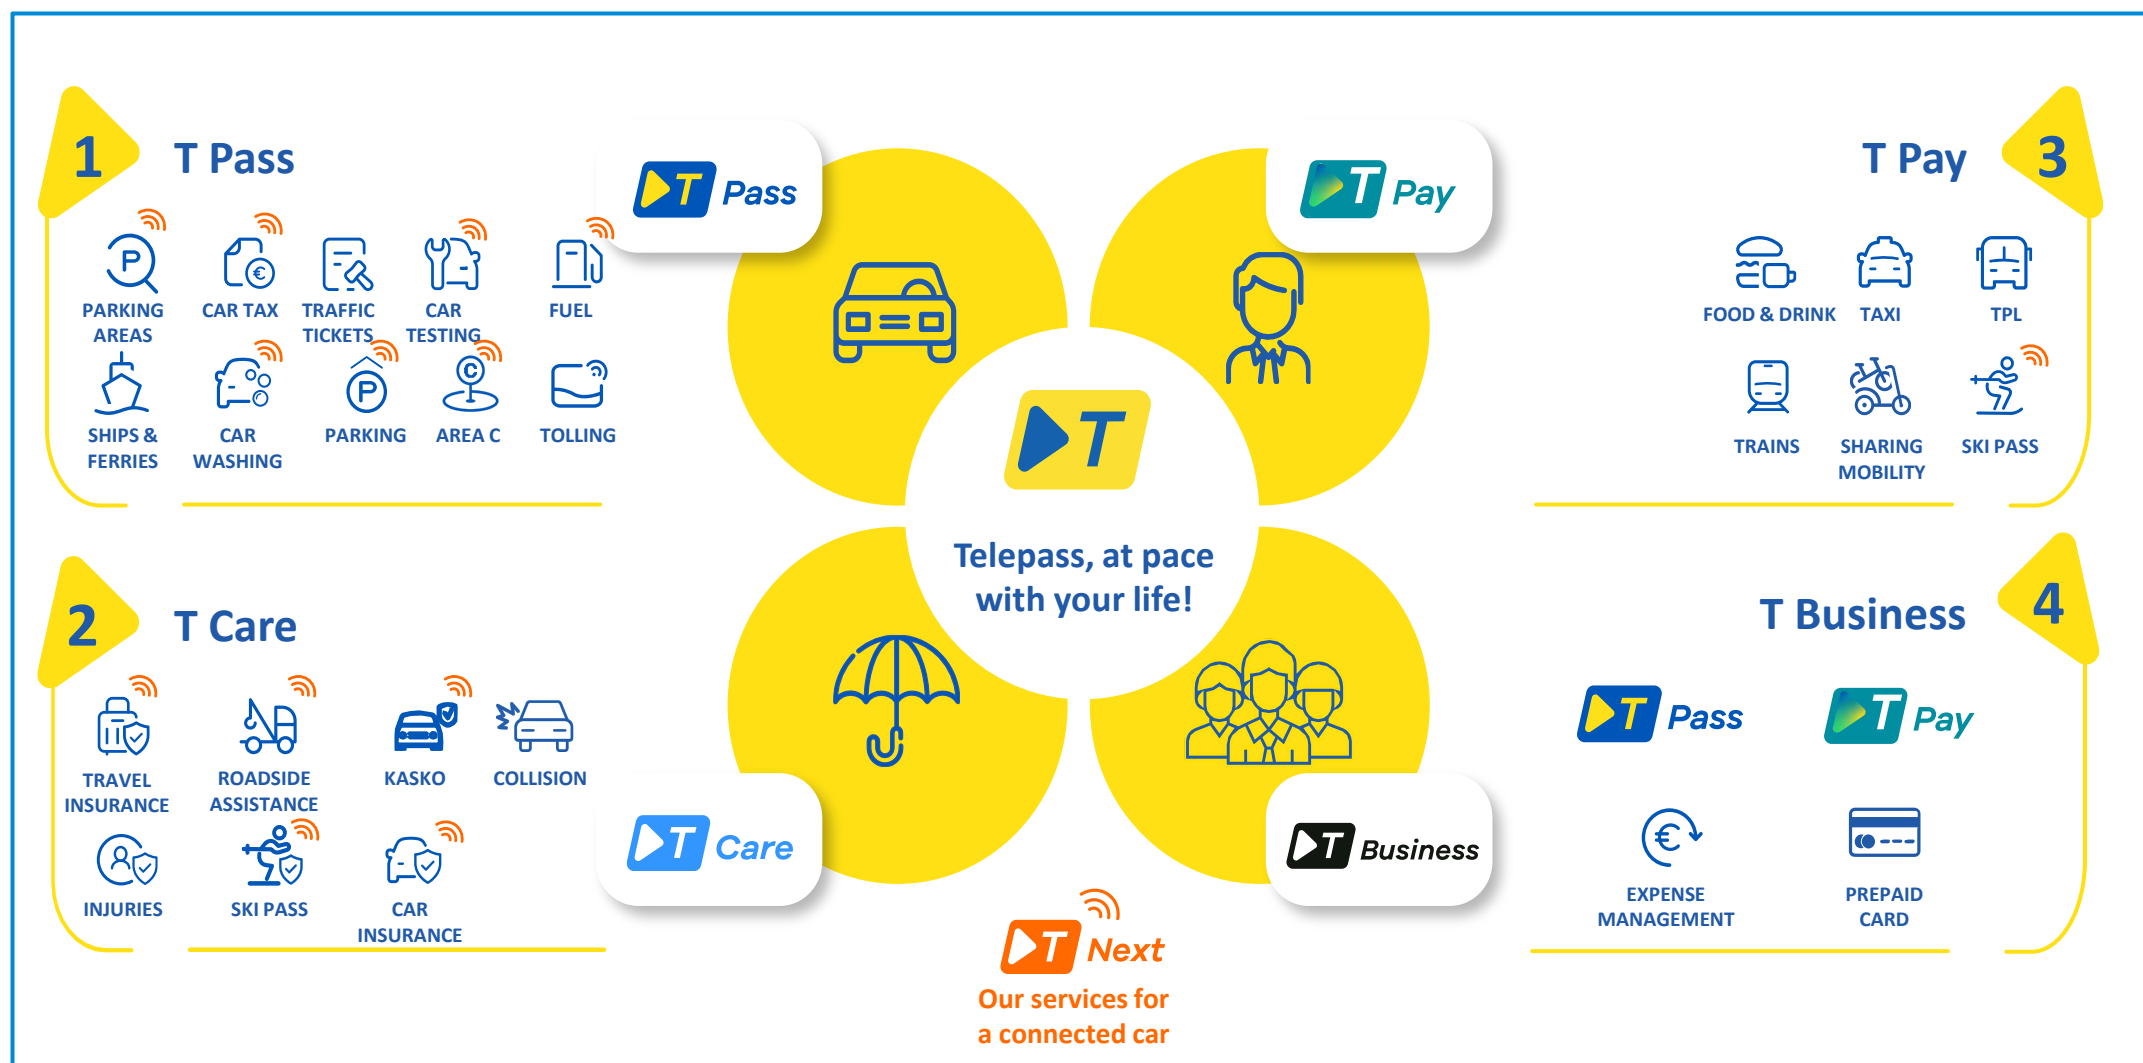 1
T Pass
P
€
PARKING
AREAS
CAR TAX
TRAFFIC
TICKETS
CAR
TESTING
FUEL
P
C
SHIPS &
FERRIES
CAR
WASHING
PARKING
AREA C
TOLLING
T Pass
T Pay
T Pay
3
FOOD & DRINK
TAXI
TPL
TRAINS
SHARING
MOBILITY
SKI PASS
T
Telepass, at pace
with your life!
2
T Care
TRAVEL
INSURANCE
ROADSIDE
ASSISTANCE
KASKO
COLLISION
INJURIES
SKI PASS
CAR
INSURANCE
T Care
T Business
T Next
Our services for
a connected car
T Business
4
T Pass
T Pay
€
EXPENSE
MANAGEMENT
PREPAID
CARD